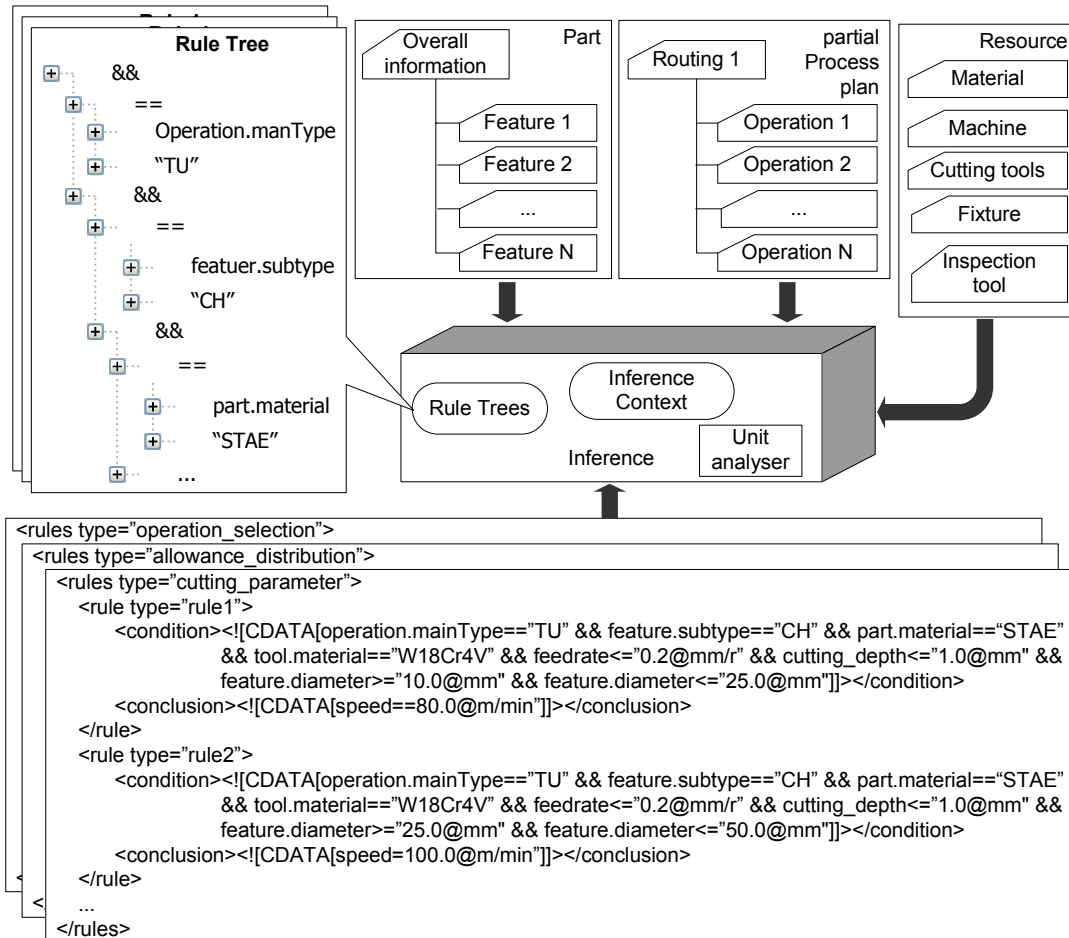 Rule Tree
&&
==
Operation.manType
“TU”
&&
==
featuer.subtype
“CH”
&&
==
part.material
“STAE”
...
Overall
information
Part
Feature 1
Feature 2
...
Feature N
Routing 1
partial
Process
plan
Operation 1
Operation 2
...
Operation N
Resource
Material
Machine
Cutting tools
Fixture
Inspection
tool
Rule Trees
Inference
Context
Inference
Unit
analyser
<rules type=”operation_selection”>
<rules type=”allowance_distribution”>
<rules type=”cutting_parameter”>
<rule type=”rule1”>
<condition><![CDATA[operation.mainType==”TU” && feature.subtype==”CH” && part.material==“STAE”
&& tool.material==”W18Cr4V” && feedrate<=”0.2@mm/r” && cutting_depth<=”1.0@mm" &&
feature.diameter>=”10.0@mm" && feature.diameter<=”25.0@mm"]]></condition>
<conclusion><![CDATA[speed==80.0@m/min”]]></conclusion>
</rule>
<rule type=”rule2”>
<condition><![CDATA[operation.mainType==”TU” && feature.subtype==”CH” && part.material==“STAE”
&& tool.material==”W18Cr4V” && feedrate<=”0.2@mm/r” && cutting_depth<=”1.0@mm" &&
feature.diameter>=”25.0@mm" && feature.diameter<=”50.0@mm"]]></condition>
<conclusion><![CDATA[speed=100.0@m/min”]]></conclusion>
</rule>
...
</rules>